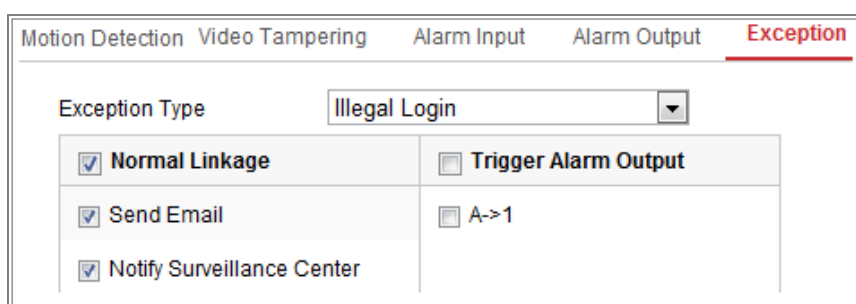 Motion Detection Video Tampering Alarm Input Alarm Output Exception
Exception Type Illegal Login
Normal Linkage Trigger Alarm Output
Send Email A->1
Notify Surveillance Center